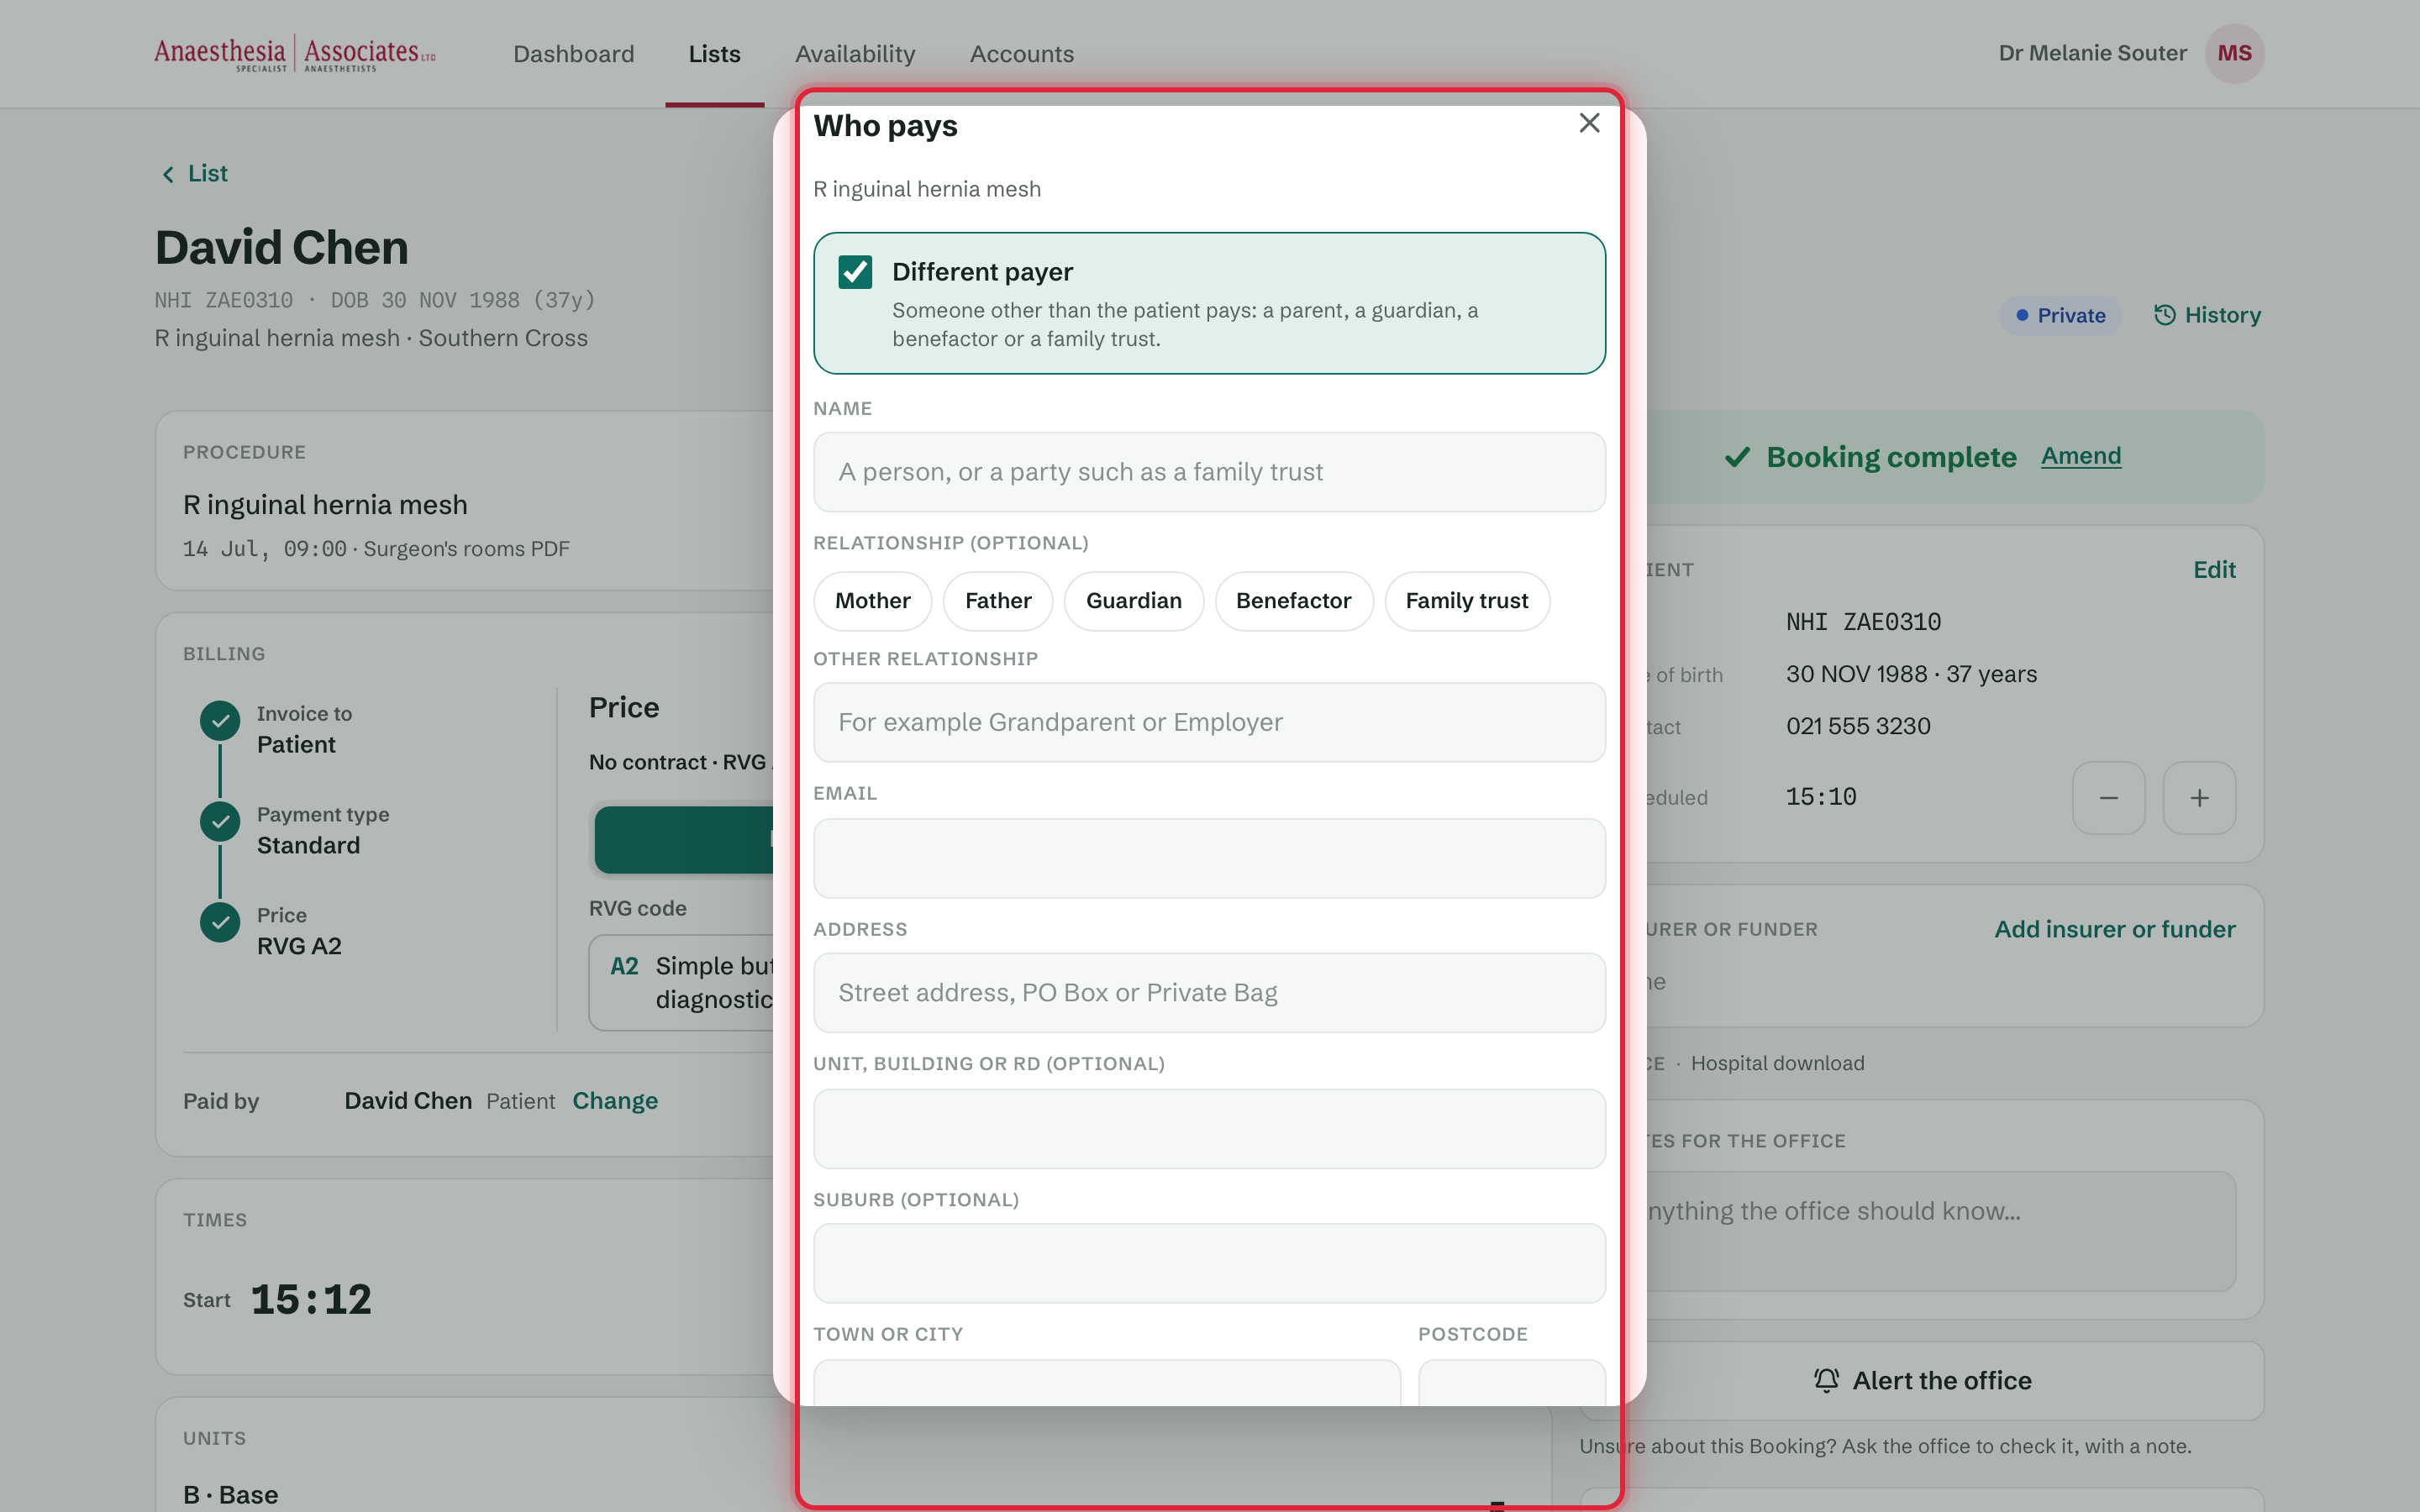 Anaesthesia | Associates LTD
SPECIALIST ANAESTHETISTS
Dashboard
Lists
Availability
Accounts
Dr Melanie Souter
MS
List
David Chen
NHI ZAE0310 · DOB 30 NOV 1988 (37y)
R inguinal hernia mesh · Southern Cross
Private
History
PROCEDURE
R inguinal hernia mesh
14 Jul, 09:00 · Surgeon's rooms PDF
BILLING
Invoice to
Patient
Payment type
Standard
Price
RVG A2
Price
No contract · RVG
RVG code
A2 Simple but
diagnostic
Paid by David Chen Patient Change
TIMES
Start 15:12
UNITS
B · Base
Who pays
R inguinal hernia mesh
Different payer
Someone other than the patient pays: a parent, a guardian, a
benefactor or a family trust.
NAME
A person, or a party such as a family trust
RELATIONSHIP (OPTIONAL)
Mother
Father
Guardian
Benefactor
Family trust
OTHER RELATIONSHIP
For example Grandparent or Employer
EMAIL
ADDRESS
Street address, PO Box or Private Bag
UNIT, BUILDING OR RD (OPTIONAL)
SUBURB (OPTIONAL)
TOWN OR CITY
POSTCODE
Booking complete Amend
Edit
NHI ZAE0310
of birth 30 NOV 1988 · 37 years
021 555 3230
15:10
OR FUNDER
Add insurer or funder
Hospital download
FOR THE OFFICE
the office should know...
Alert the office
Unsure about this Booking? Ask the office to check it, with a note.